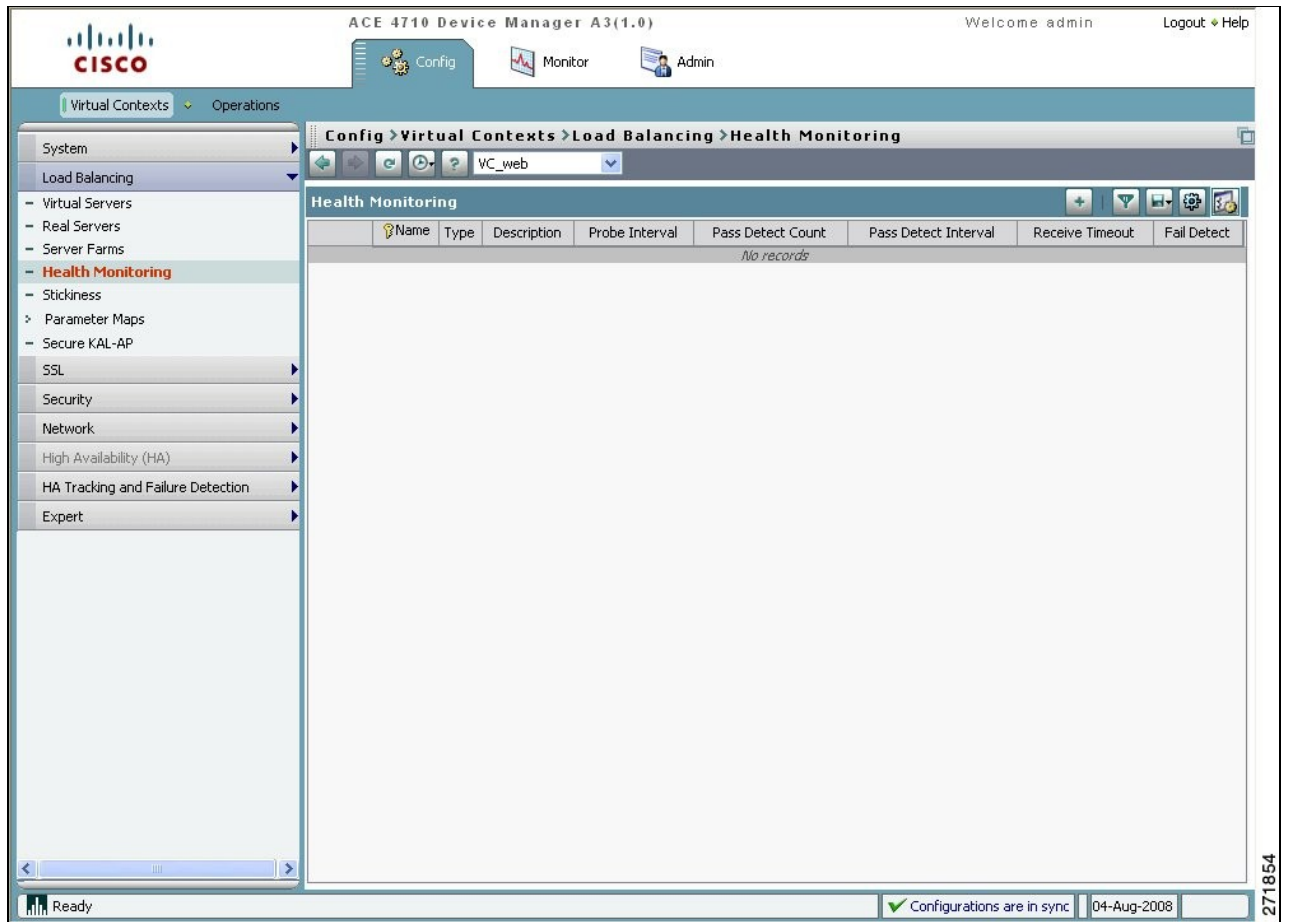 ACE 4710 Device Manager A3(1.0)
Welcome admin
Logout Help
CISCO
Config
Monitor
Admin
Virtual Contexts
Operations
Config > Virtual Contexts > Load Balancing > Health Monitoring
VC_web
System
Load Balancing
Virtual Servers
Real Servers
Server Farms
Health Monitoring
Stickiness
Parameter Maps
Secure KAL-AP
SSL
Security
Network
High Availability (HA)
HA Tracking and Failure Detection
Expert
Health Monitoring
Name Type Description Probe Interval Pass Detect Count Pass Detect Interval Receive Timeout Fail Detect
No records
Ready
Configurations are in sync
04-Aug-2008
271854